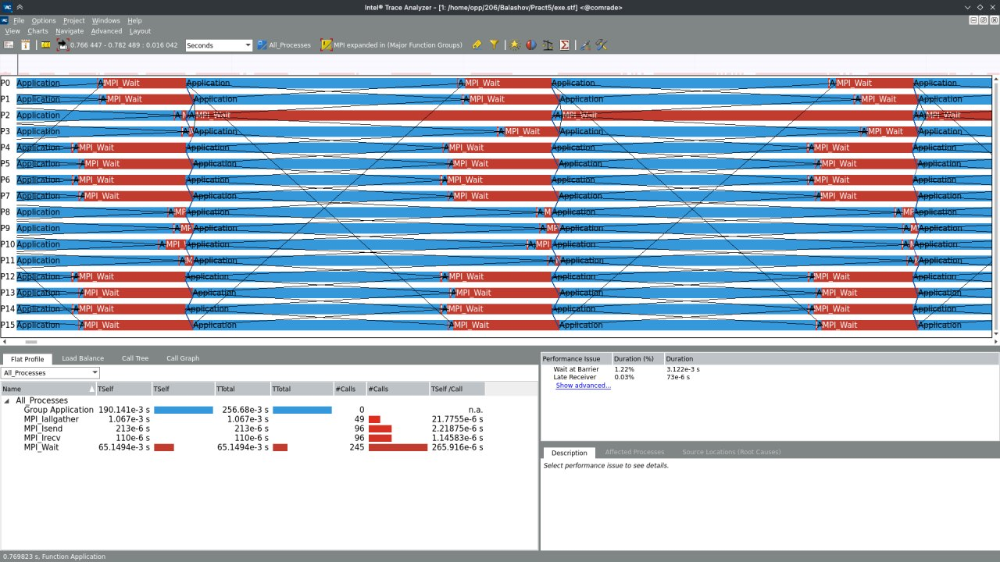 Intel® Trace Analyzer - [1: /home/opp/206/Balashov/Pract5/exe.stf] <@comrade>
File Options Project Windows Help
View Charts Navigate Advanced Layout
0.766 447 - 0.782 489 : 0.016 042 Seconds All_Processes MPI expanded in (Major Function Groups)
P0 Application A MPI_Wait Application A MPI_Wait Application A MPI_Wait Application
P1 Application A MPI_Wait Application A MPI_Wait Application A MPI_Wait Application
P2 Application A MPI_Wait A MPI_Wait A MPI_Wait
P3 Application A Application A MPI_Wait Application A MPI_Wait Application
P4 Application A MPI_Wait Application A MPI_Wait Application A MPI_Wait Application
P5 Application A MPI_Wait Application A MPI_Wait Application A MPI_Wait Application
P6 Application A MPI_Wait Application A MPI_Wait Application A MPI_Wait Application
P7 Application A MPI_Wait Application A MPI_Wait Application A MPI_Wait Application
P8 Application A MP Application A M Application A MP Application
P9 Application A MP Application A MP Application A M Application
P10 Application A MPI_ Application A MPI_ Application A M Application
P11 Application A M Application A Application A Application
P12 Application A MPI_Wait Application A MPI_Wait Application A MPI_Wait Application
P13 Application A MPI_Wait Application A MPI_Wait Application A MPI_Wait Application
P14 Application A MPI_Wait Application A MPI_Wait Application A MPI_Wait Application
P15 Application A MPI_Wait Application A MPI_Wait Application A MPI_Wait Application
Flat Profile Load Balance Call Tree Call Graph
All_Processes
Name TSelf TSelf TTotal TTotal #Calls #Calls TSelf /Call
All_Processes
Group Application 190.141e-3 s 256.68e-3 s 0 n.a.
MPI_Iallgather 1.067e-3 s 1.067e-3 s 49 21.7755e-6 s
MPI_Isend 213e-6 s 213e-6 s 96 2.21875e-6 s
MPI_Irecv 110e-6 s 110e-6 s 96 1.14583e-6 s
MPI_Wait 65.1494e-3 s 65.1494e-3 s 245 265.916e-6 s
Performance Issue Duration (%) Duration
Wait at Barrier 1.22% 3.122e-3 s
Late Receiver 0.03% 73e-6 s
Show advanced...
Description Affected Processes Source Locations (Root Causes)
Select performance issue to see details.
0.769823 s, Function Application